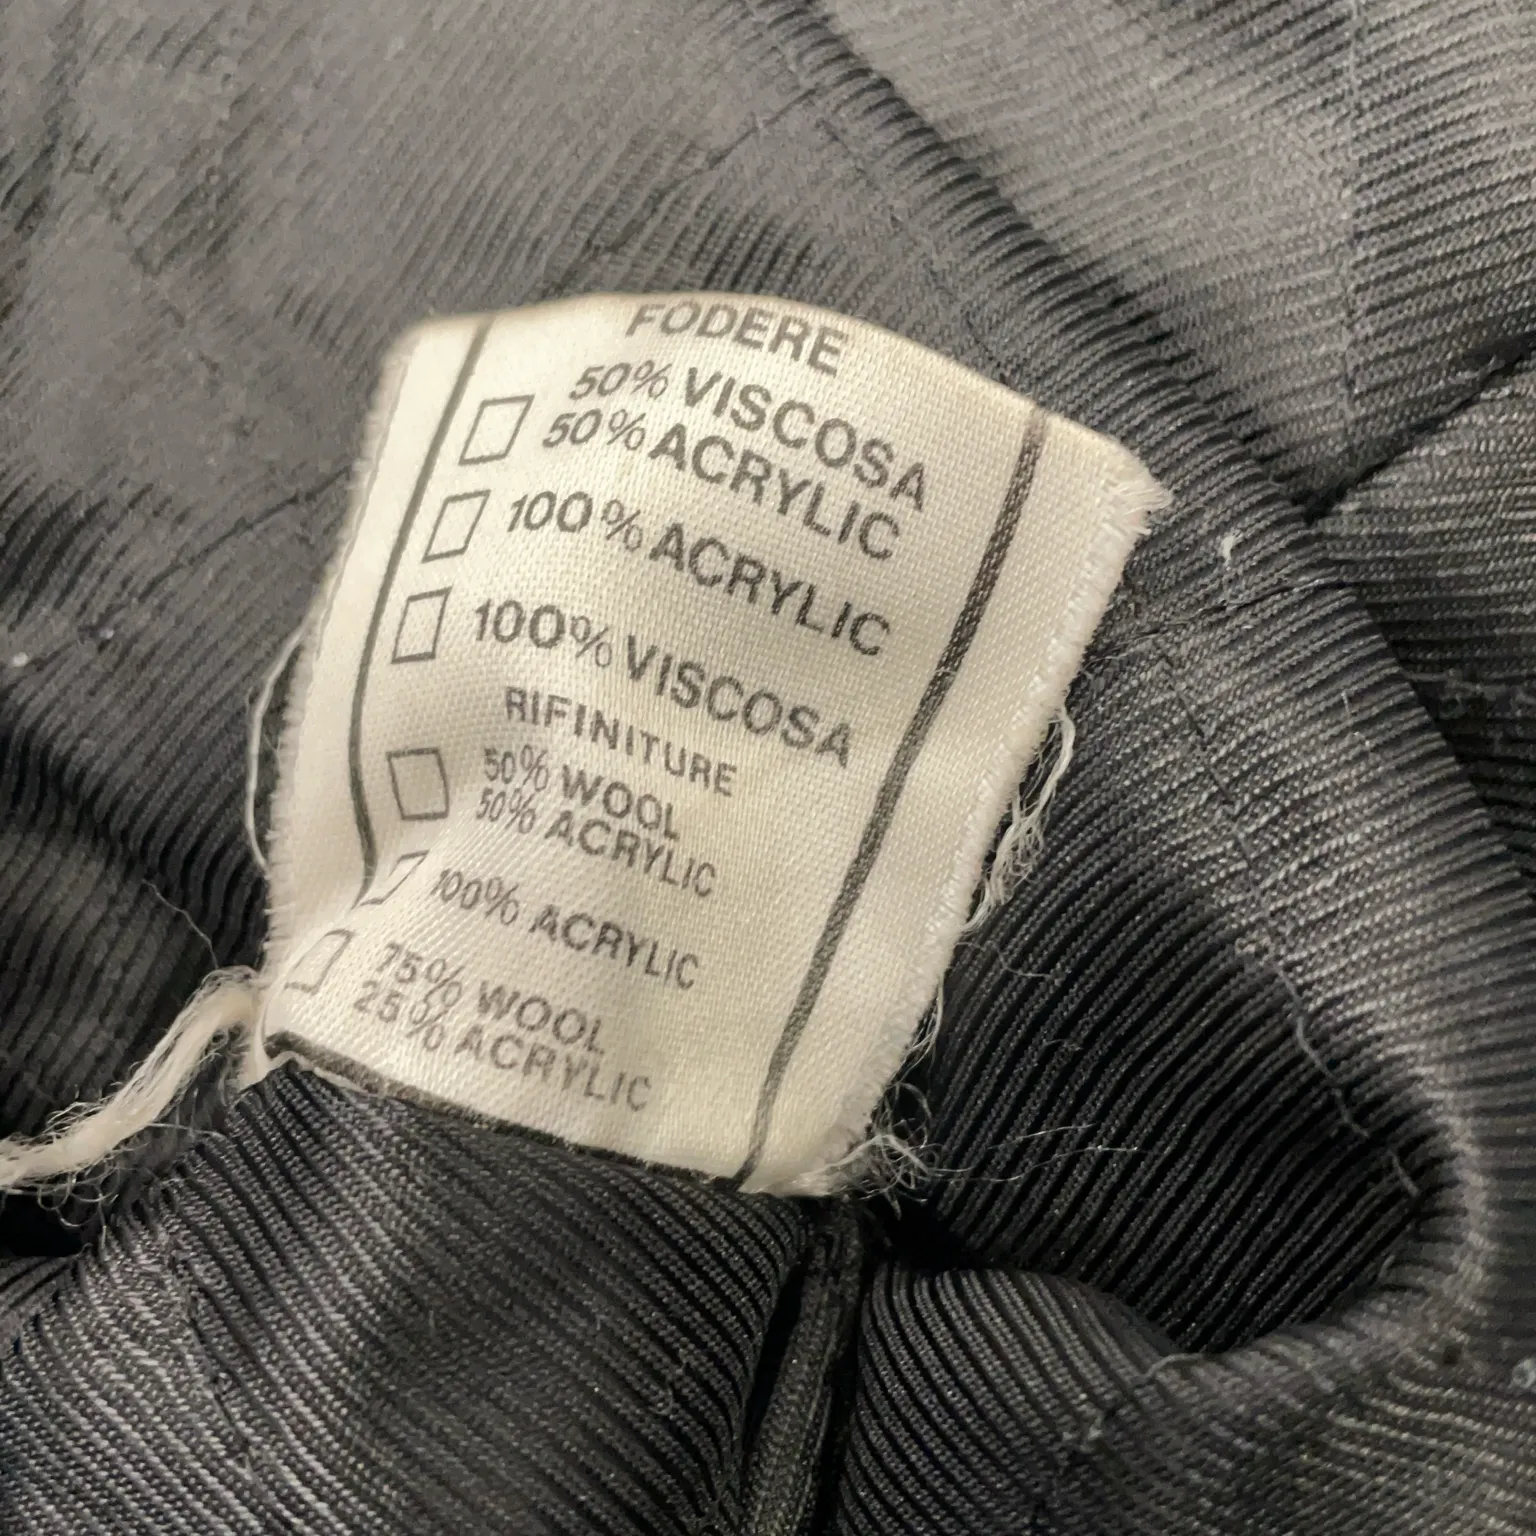 FODERE
50% VISCOSA
50% ACRYLIC
100% ACRYLIC
100% VISCOSA
RIFINITURE
50% WOOL
50% ACRYLIC
100% ACRYLIC
75% WOOL
25% ACRYLIC